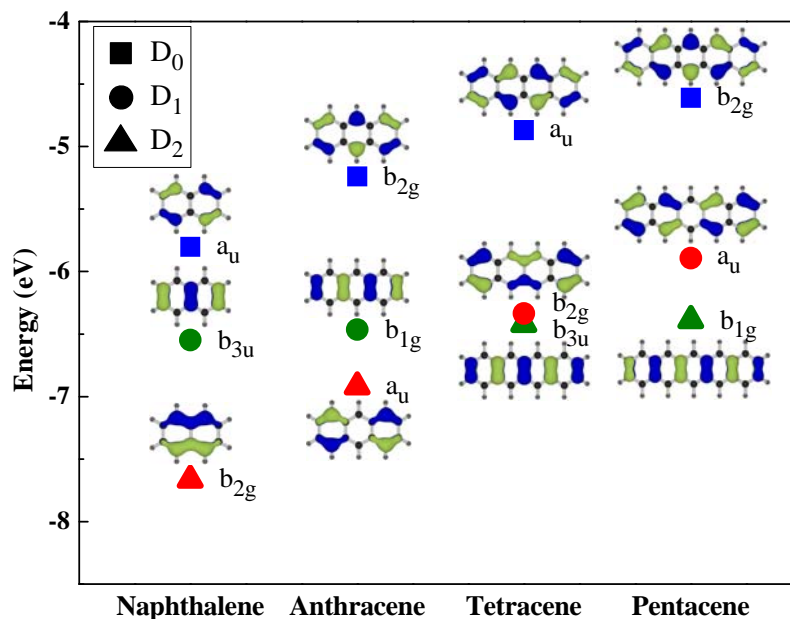 -4
-5
-6
-7
-8
Energy (eV)
D0
D1
D2
au
b3u
b2g
b2g
b1g
au
au
b2g
b3u
b2g
au
b1g
Naphthalene Anthracene Tetracene Pentacene